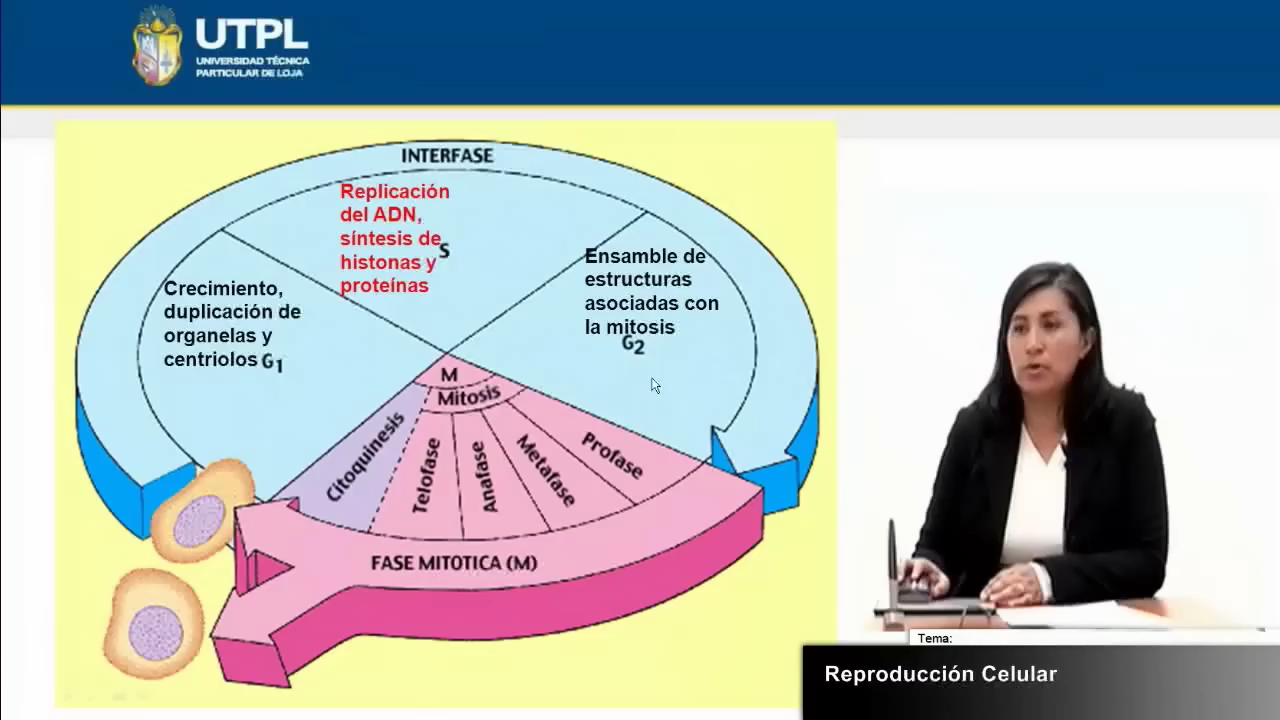 UTPL
UNIVERSIDAD TÉCNICA
PARTICULAR DE LOJA
INTERFASE
Replicación
del ADN,
síntesis de
histonas y
proteínas
S
Ensamble de
estructuras
asociadas con
la mitosis
G2
Crecimiento,
duplicación de
organelas y
centriolos G1
M
Mitosis
Citoquinesis
Telofase
Anafase
Metafase
Profase
FASE MITOTICA (M)
Tema:
Reproducción Celular